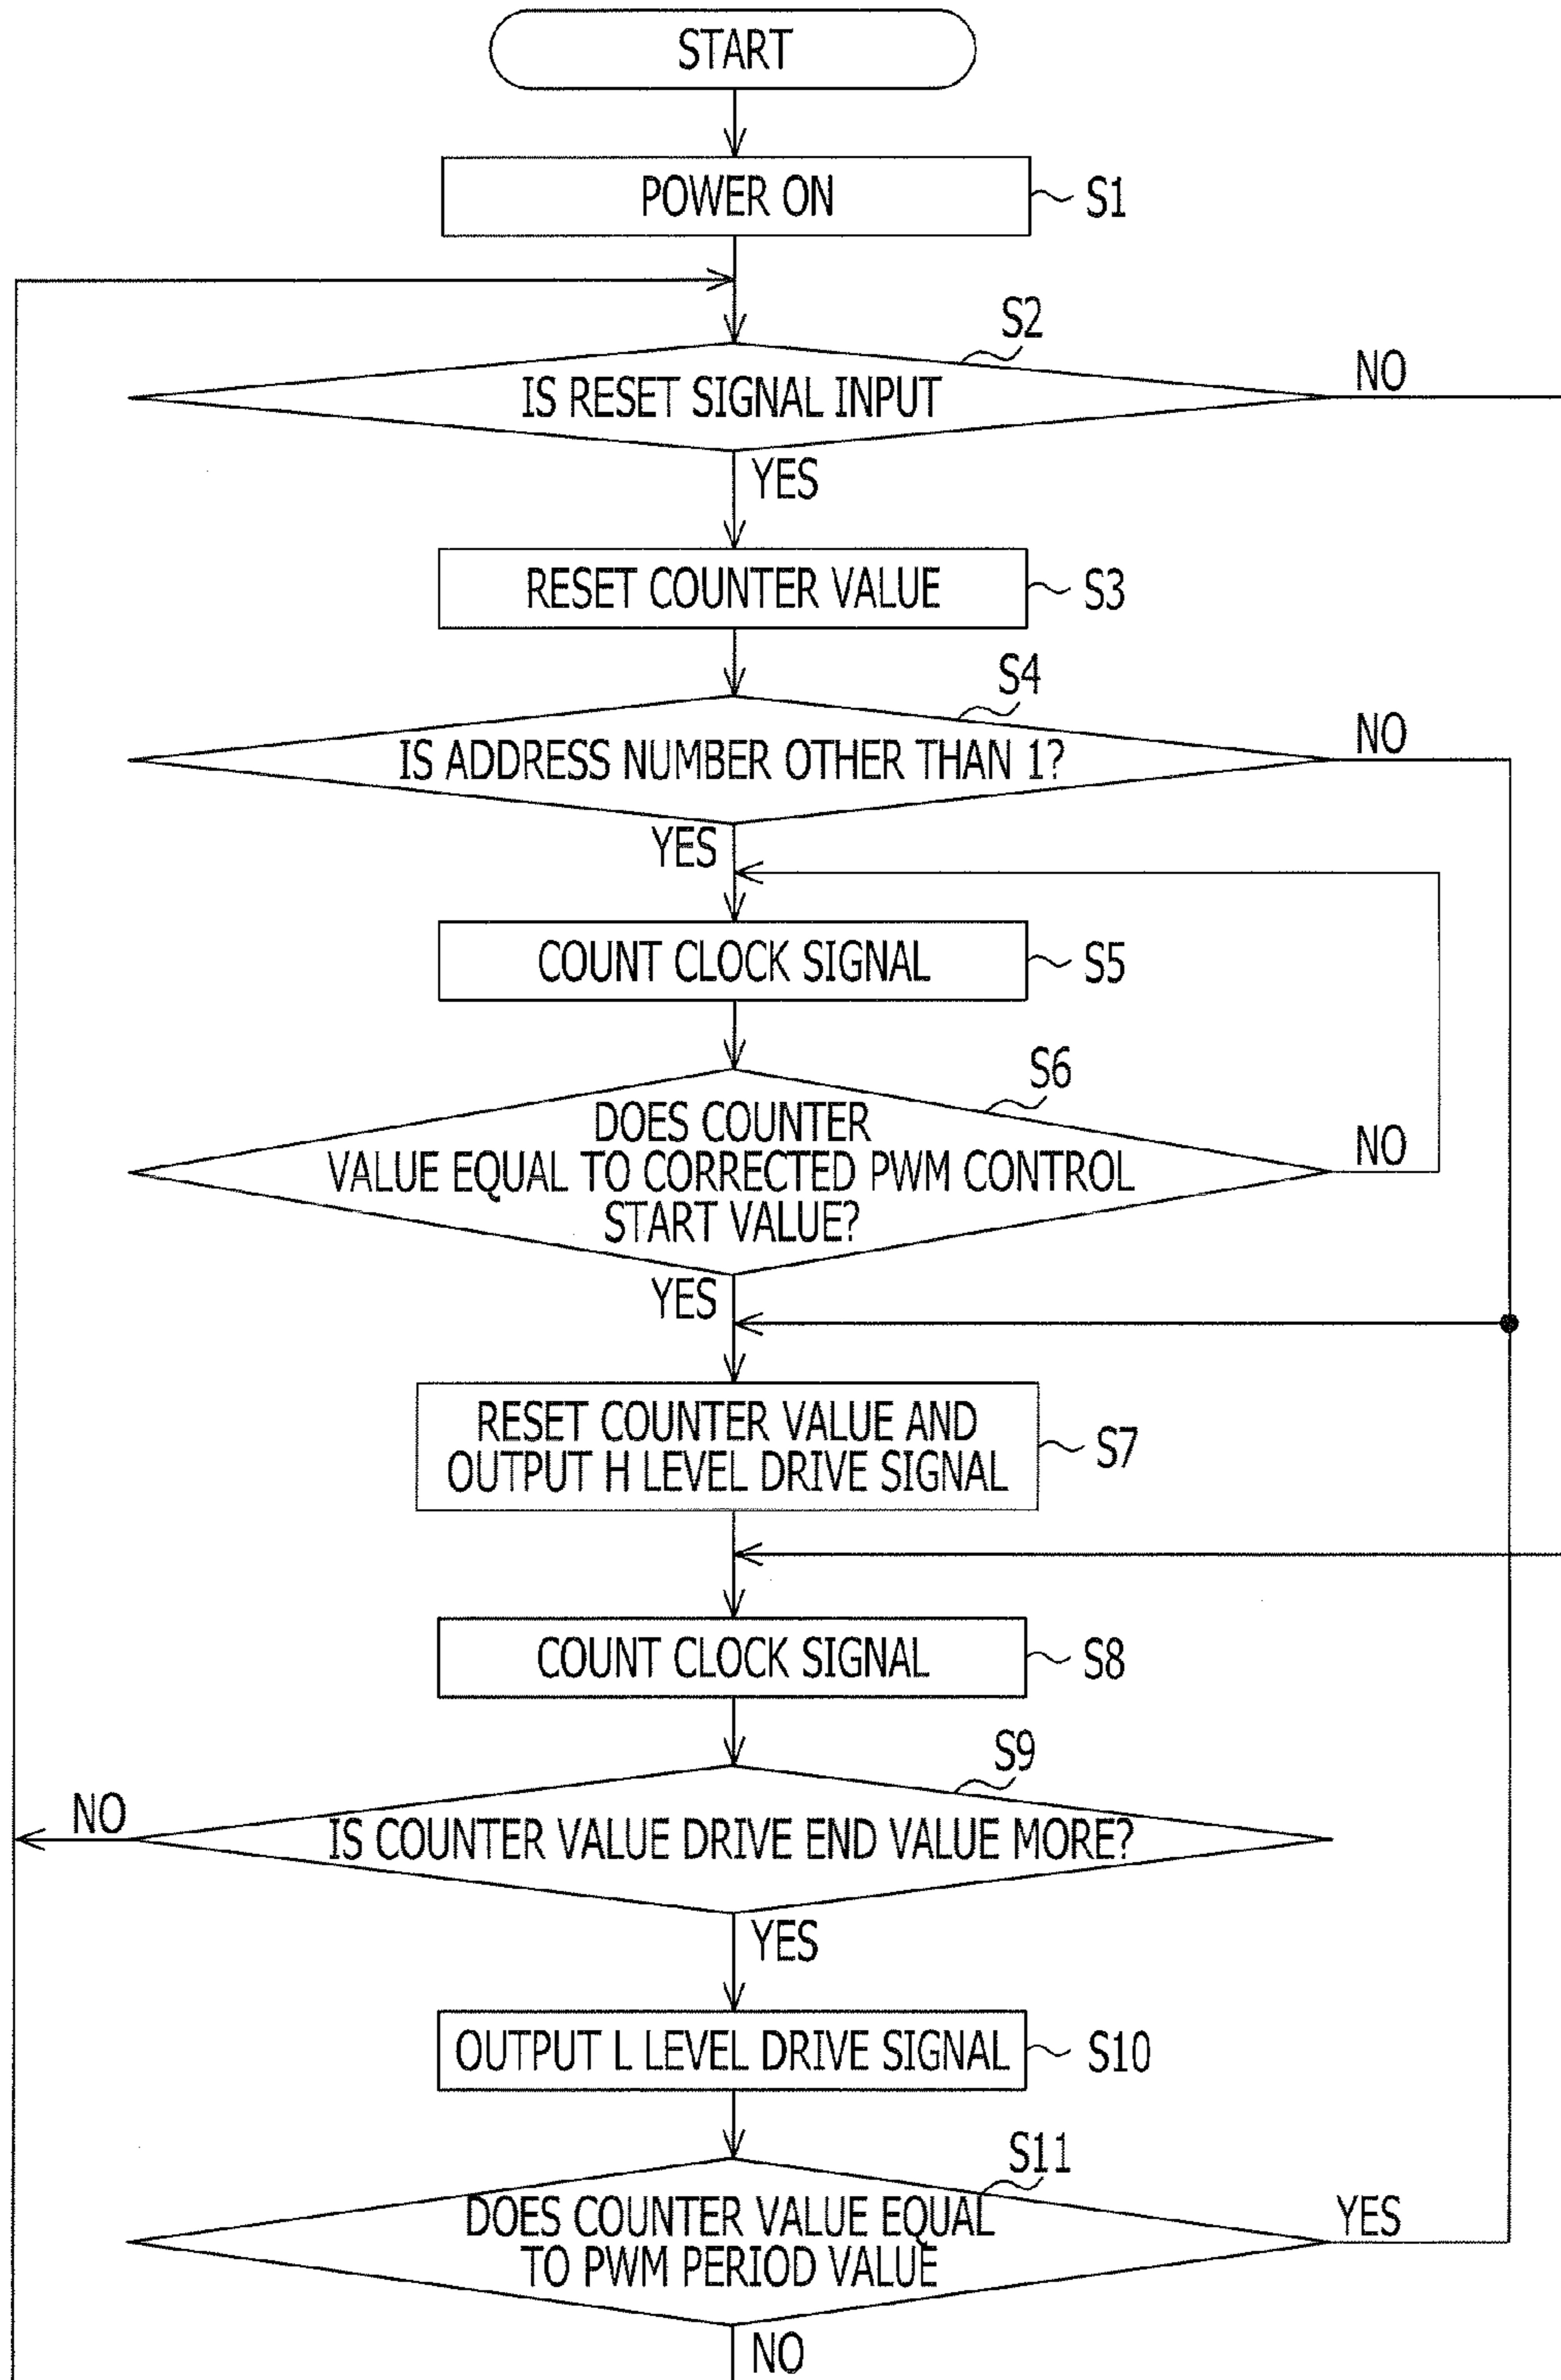 START
POWER ON
S1
S2
IS RESET SIGNAL INPUT
NO
YES
RESET COUNTER VALUE
S3
S4
IS ADDRESS NUMBER OTHER THAN 1?
NO
YES
COUNT CLOCK SIGNAL
S5
S6
DOES COUNTER
VALUE EQUAL TO CORRECTED PWM CONTROL
START VALUE?
NO
YES
RESET COUNTER VALUE AND
OUTPUT H LEVEL DRIVE SIGNAL
S7
COUNT CLOCK SIGNAL
S8
S9
IS COUNTER VALUE DRIVE END VALUE MORE?
NO
YES
OUTPUT L LEVEL DRIVE SIGNAL
S10
S11
DOES COUNTER VALUE EQUAL
TO PWM PERIOD VALUE
YES
NO